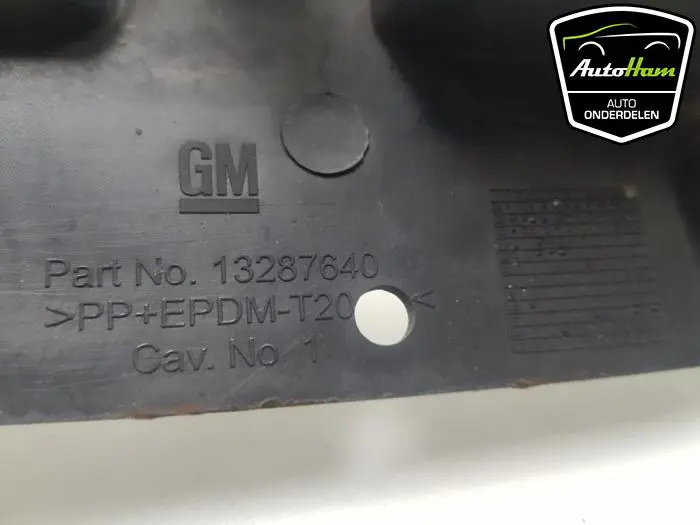 AutoHam
AUTO
ONDERDELEN
GM
Part No. 13287640
>PP+EPDM-T20 <
Cav. No 1